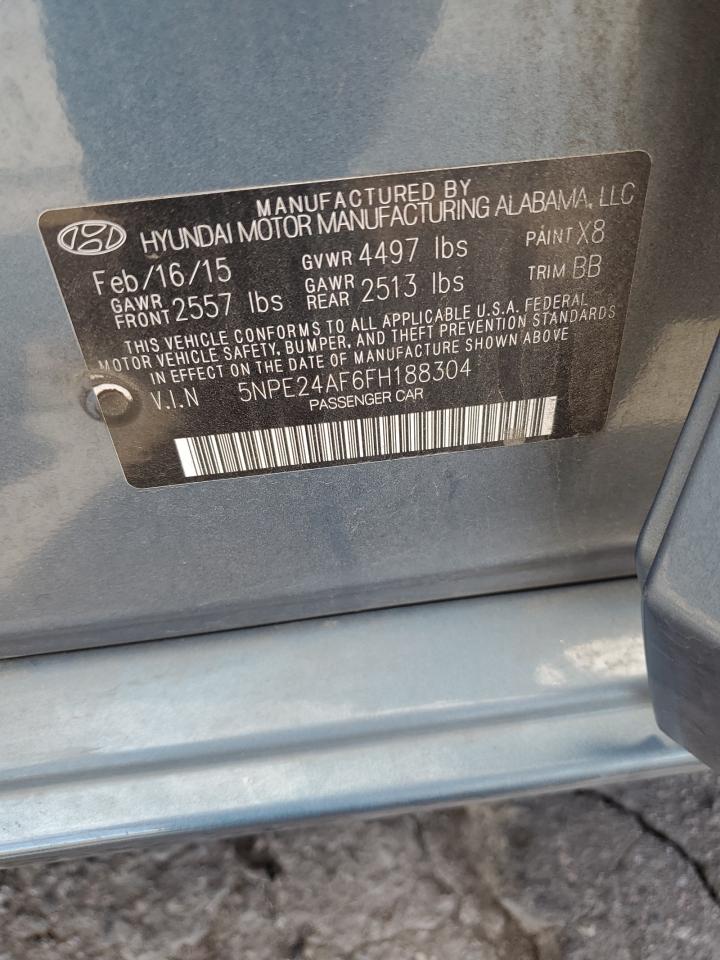 MANUFACTURED BY
HYUNDAI MOTOR MANUFACTURING ALABAMA, LLC
Feb/16/15 GVWR 4497 lbs PAINT X8
GAWR FRONT 2557 lbs GAWR REAR 2513 lbs TRIM BB
THIS VEHICLE CONFORMS TO ALL APPLICABLE U.S.A. FEDERAL
MOTOR VEHICLE SAFETY, BUMPER, AND THEFT PREVENTION STANDARDS
IN EFFECT ON THE DATE OF MANUFACTURE SHOWN ABOVE
V.I.N 5NPE24AF6FH188304
PASSENGER CAR